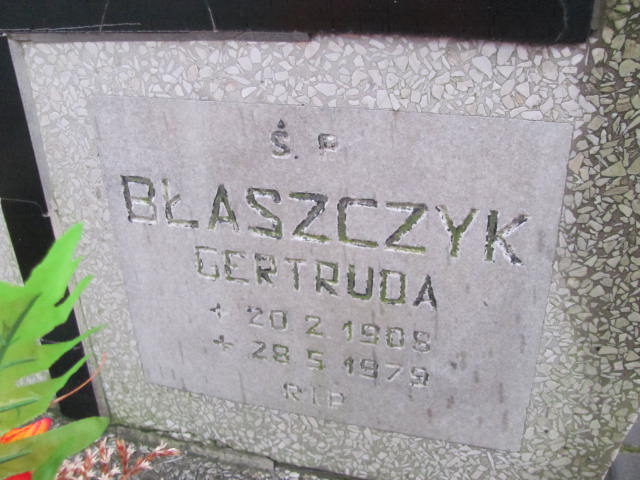 Ś. P
BŁASZCZYK
GERTRUDA
* 20 2 1908
+ 28 5 1979
RIP